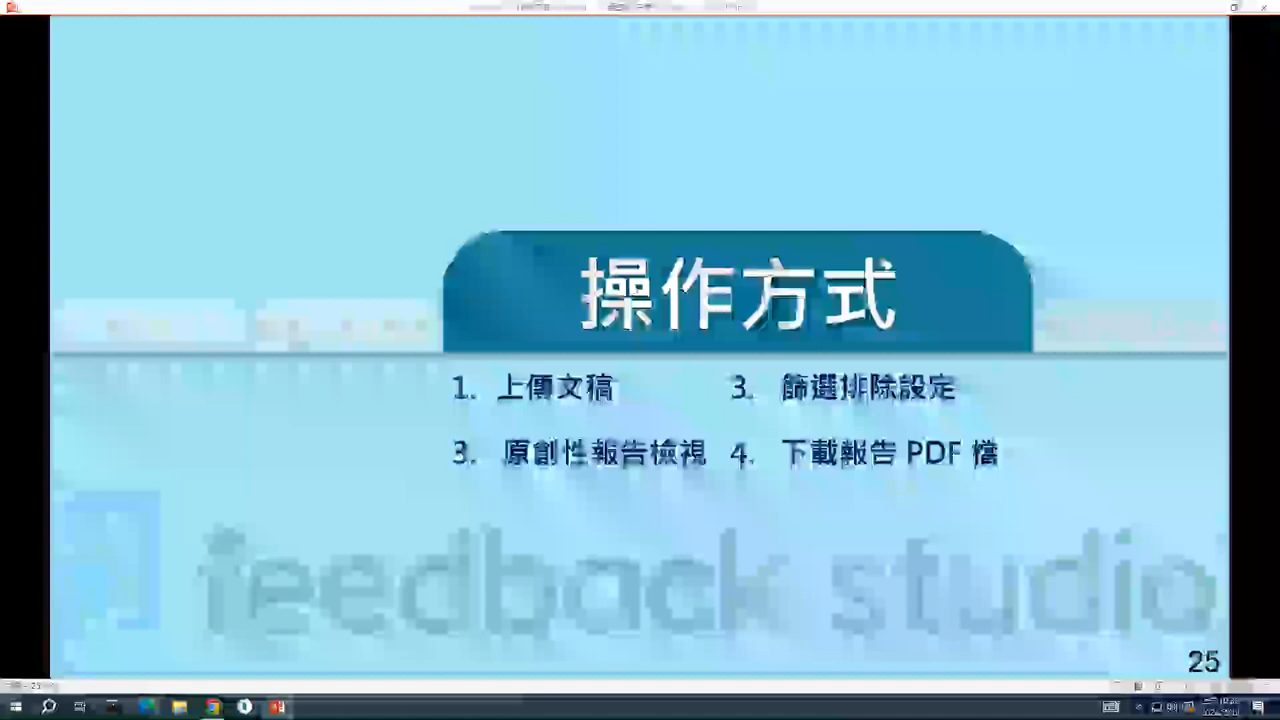 操作方式
1. 上傳文稿 3. 篩選排除設定
3. 原創性報告檢視 4. 下載報告 PDF 檔
feedback studio
25